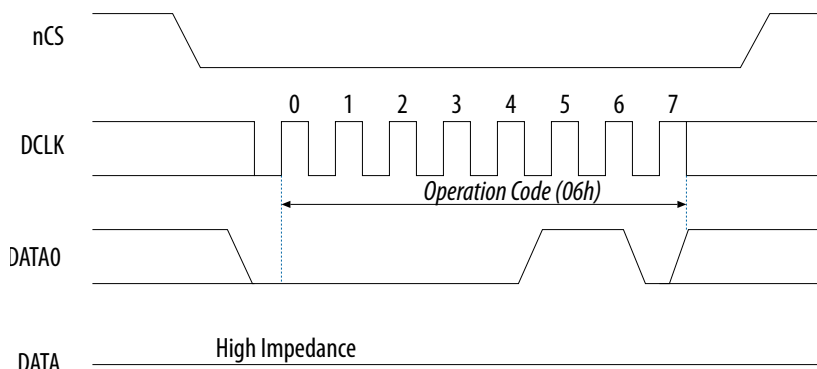 nCS
0 1 2 3 4 5 6 7
DCLK
Operation Code (06h)
DATA0
High Impedance
DATA